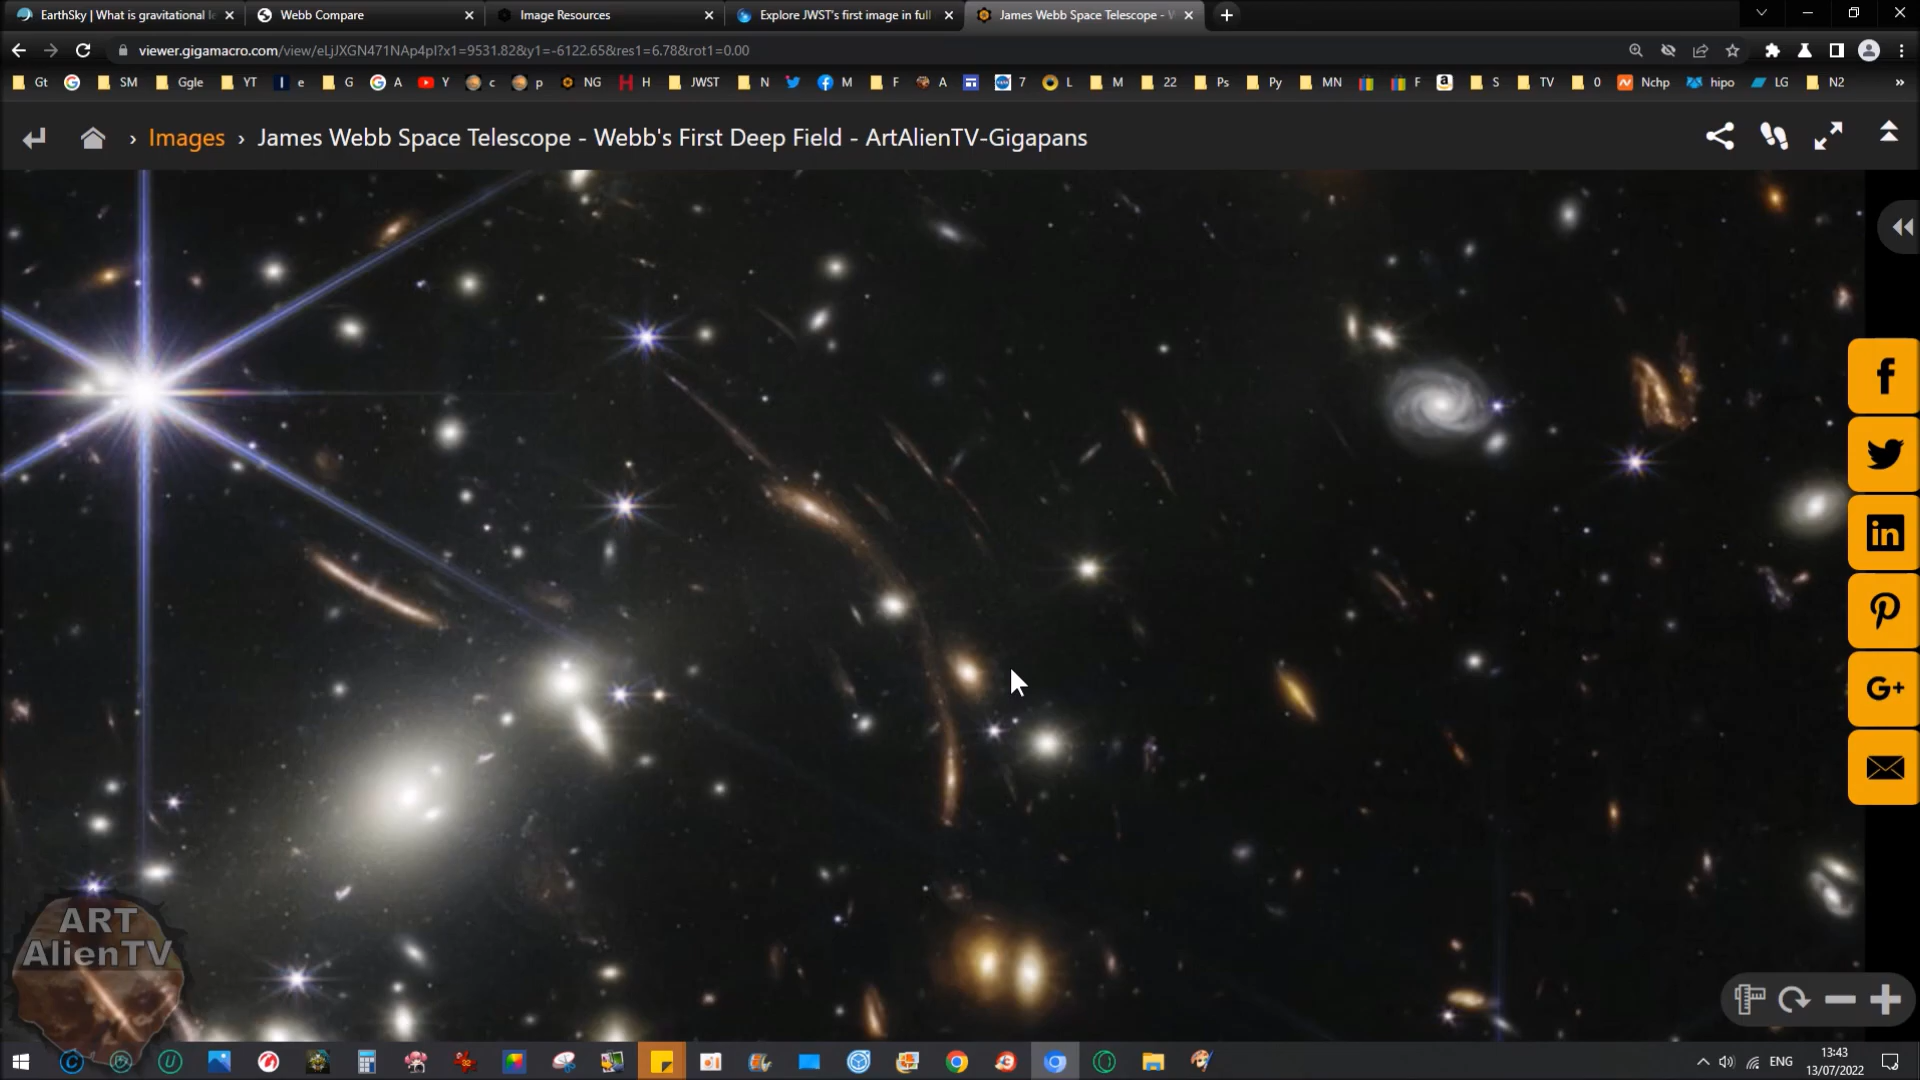 EarthSky | What is gravitational le
Webb Compare
Image Resources
Explore JWST's first image in full
James Webb Space Telescope - W
viewer.gigamacro.com/view/eLjJXGN471NAp4pI?x1=9531.82&y1=-6122.65&res1=6.78&rot1=0.00
Gt SM Ggle YT e G A Y c p NG H JWST N M F A 7 L M 22 Ps Py MN F S TV 0 Nchp hipo LG N2 »
› Images › James Webb Space Telescope - Webb's First Deep Field - ArtAlienTV-Gigapans
f
in
G+
ART
AlienTV
ENG
13:43
13/07/2022